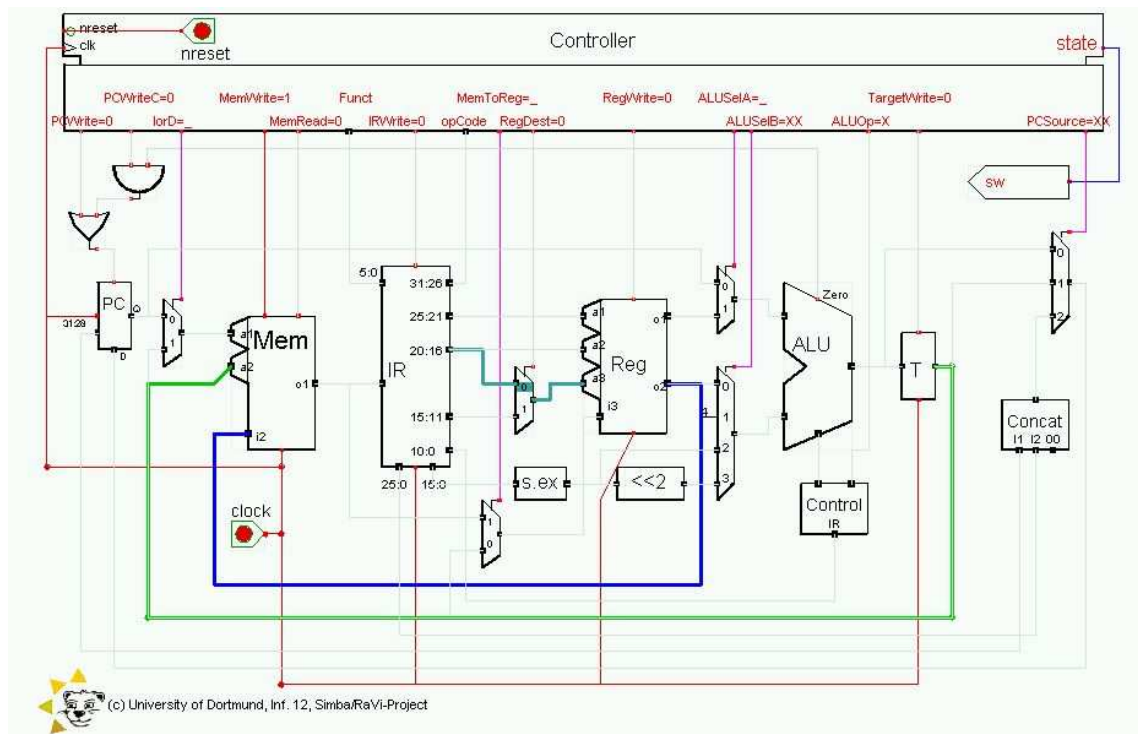 nreset
clk
nreset
Controller
state
PCWriteC=0 MemWrite=1 Funct MemToReg=_ RegWrite=0 ALUSelA=_ TargetWrite=0
PCWrite=0 IorD=_ MemRead=0 IRWrite=0 opCode RegDest=0 ALUSelB=XX ALUOp=X PCSource=XX
sw
PC
31:28
0
1
a1
Mem
a2
o1
i2
5:0
31:26
25:21
20:16
IR
15:11
10:0
25:0 15:0
0
1
a1
a2
a3
Reg
o1
o2
i3
0
1
0
4
1
2
3
Zero
ALU
T
0
1
2
Concat
I1 I2 00
s.ex
<<2
Control
IR
1
0
clock
(c) University of Dortmund, Inf. 12, Simba/RaVi-Project